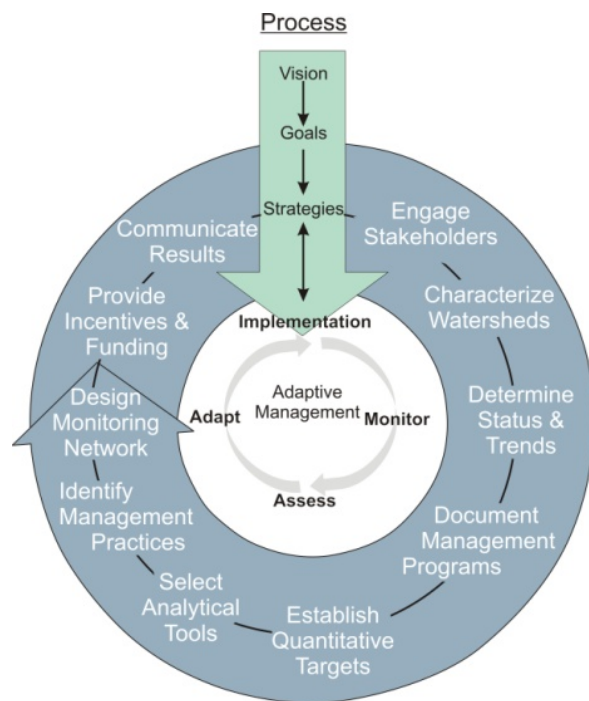 Process
Vision
Goals
Strategies
Implementation
Engage
Stakeholders
Characterize
Watersheds
Determine
Status &
Trends
Document
Management
Programs
Establish
Quantitative
Targets
Select
Analytical
Tools
Identify
Management
Practices
Design
Monitoring
Network
Provide
Incentives &
Funding
Communicate
Results
Adaptive
Management
Monitor
Assess
Adapt